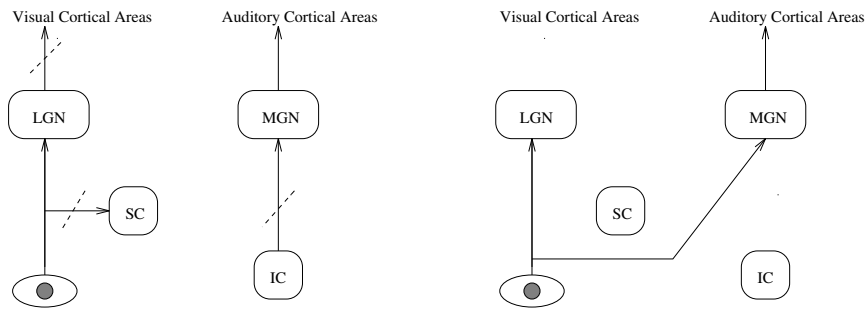 Visual Cortical Areas
Auditory Cortical Areas
LGN
MGN
SC
IC
Visual Cortical Areas
Auditory Cortical Areas
LGN
MGN
SC
IC